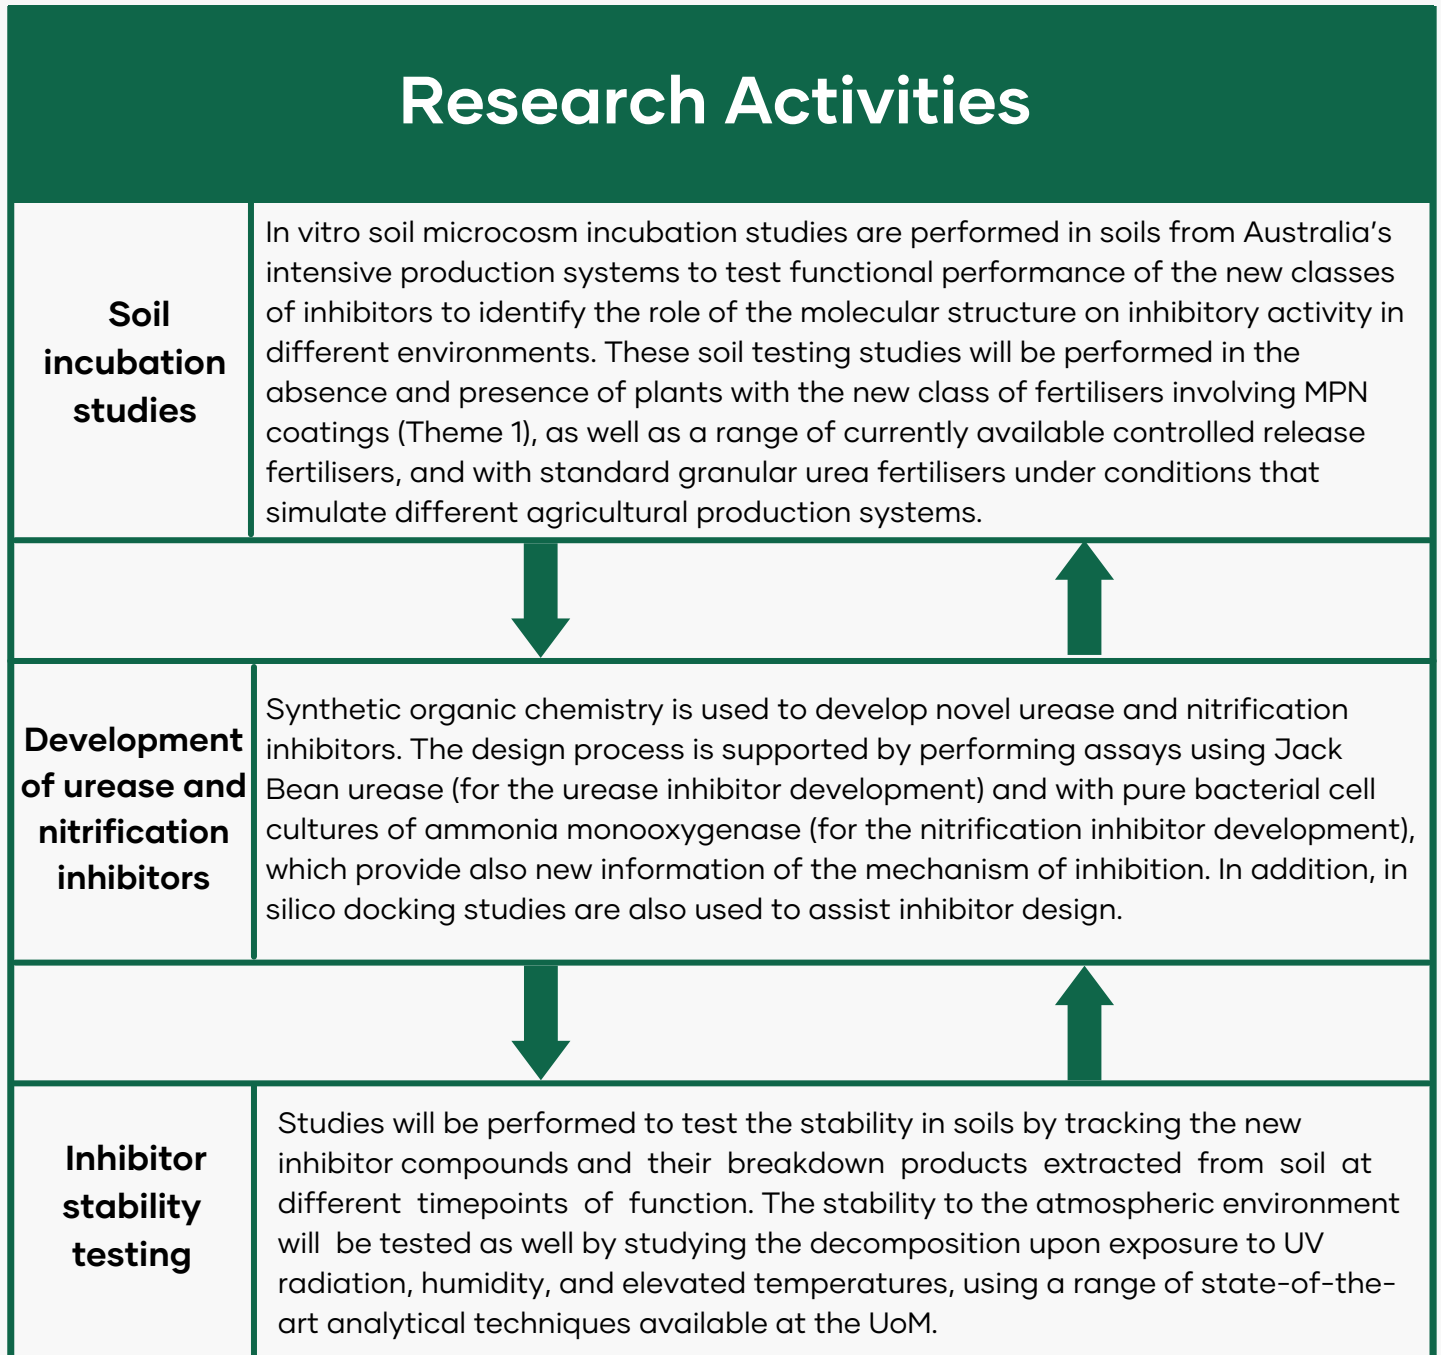 Research Activities
Soil
incubation
studies
In vitro soil microcosm incubation studies are performed in soils from Australia's
intensive production systems to test functional performance of the new classes
of inhibitors to identify the role of the molecular structure on inhibitory activity in
different environments. These soil testing studies will be performed in the
absence and presence of plants with the new class of fertilisers involving MPN
coatings (Theme 1), as well as a range of currently available controlled release
fertilisers, and with standard granular urea fertilisers under conditions that
simulate different agricultural production systems.
Development
of urease and
nitrification
inhibitors
Synthetic organic chemistry is used to develop novel urease and nitrification
inhibitors. The design process is supported by performing assays using Jack
Bean urease (for the urease inhibitor development) and with pure bacterial cell
cultures of ammonia monooxygenase (for the nitrification inhibitor development),
which provide also new information of the mechanism of inhibition. In addition, in
silico docking studies are also used to assist inhibitor design.
Inhibitor
stability
testing
Studies will be performed to test the stability in soils by tracking the new
inhibitor compounds and their breakdown products extracted from soil at
different timepoints of function. The stability to the atmospheric environment
will be tested as well by studying the decomposition upon exposure to UV
radiation, humidity, and elevated temperatures, using a range of state-of-the-
art analytical techniques available at the UoM.